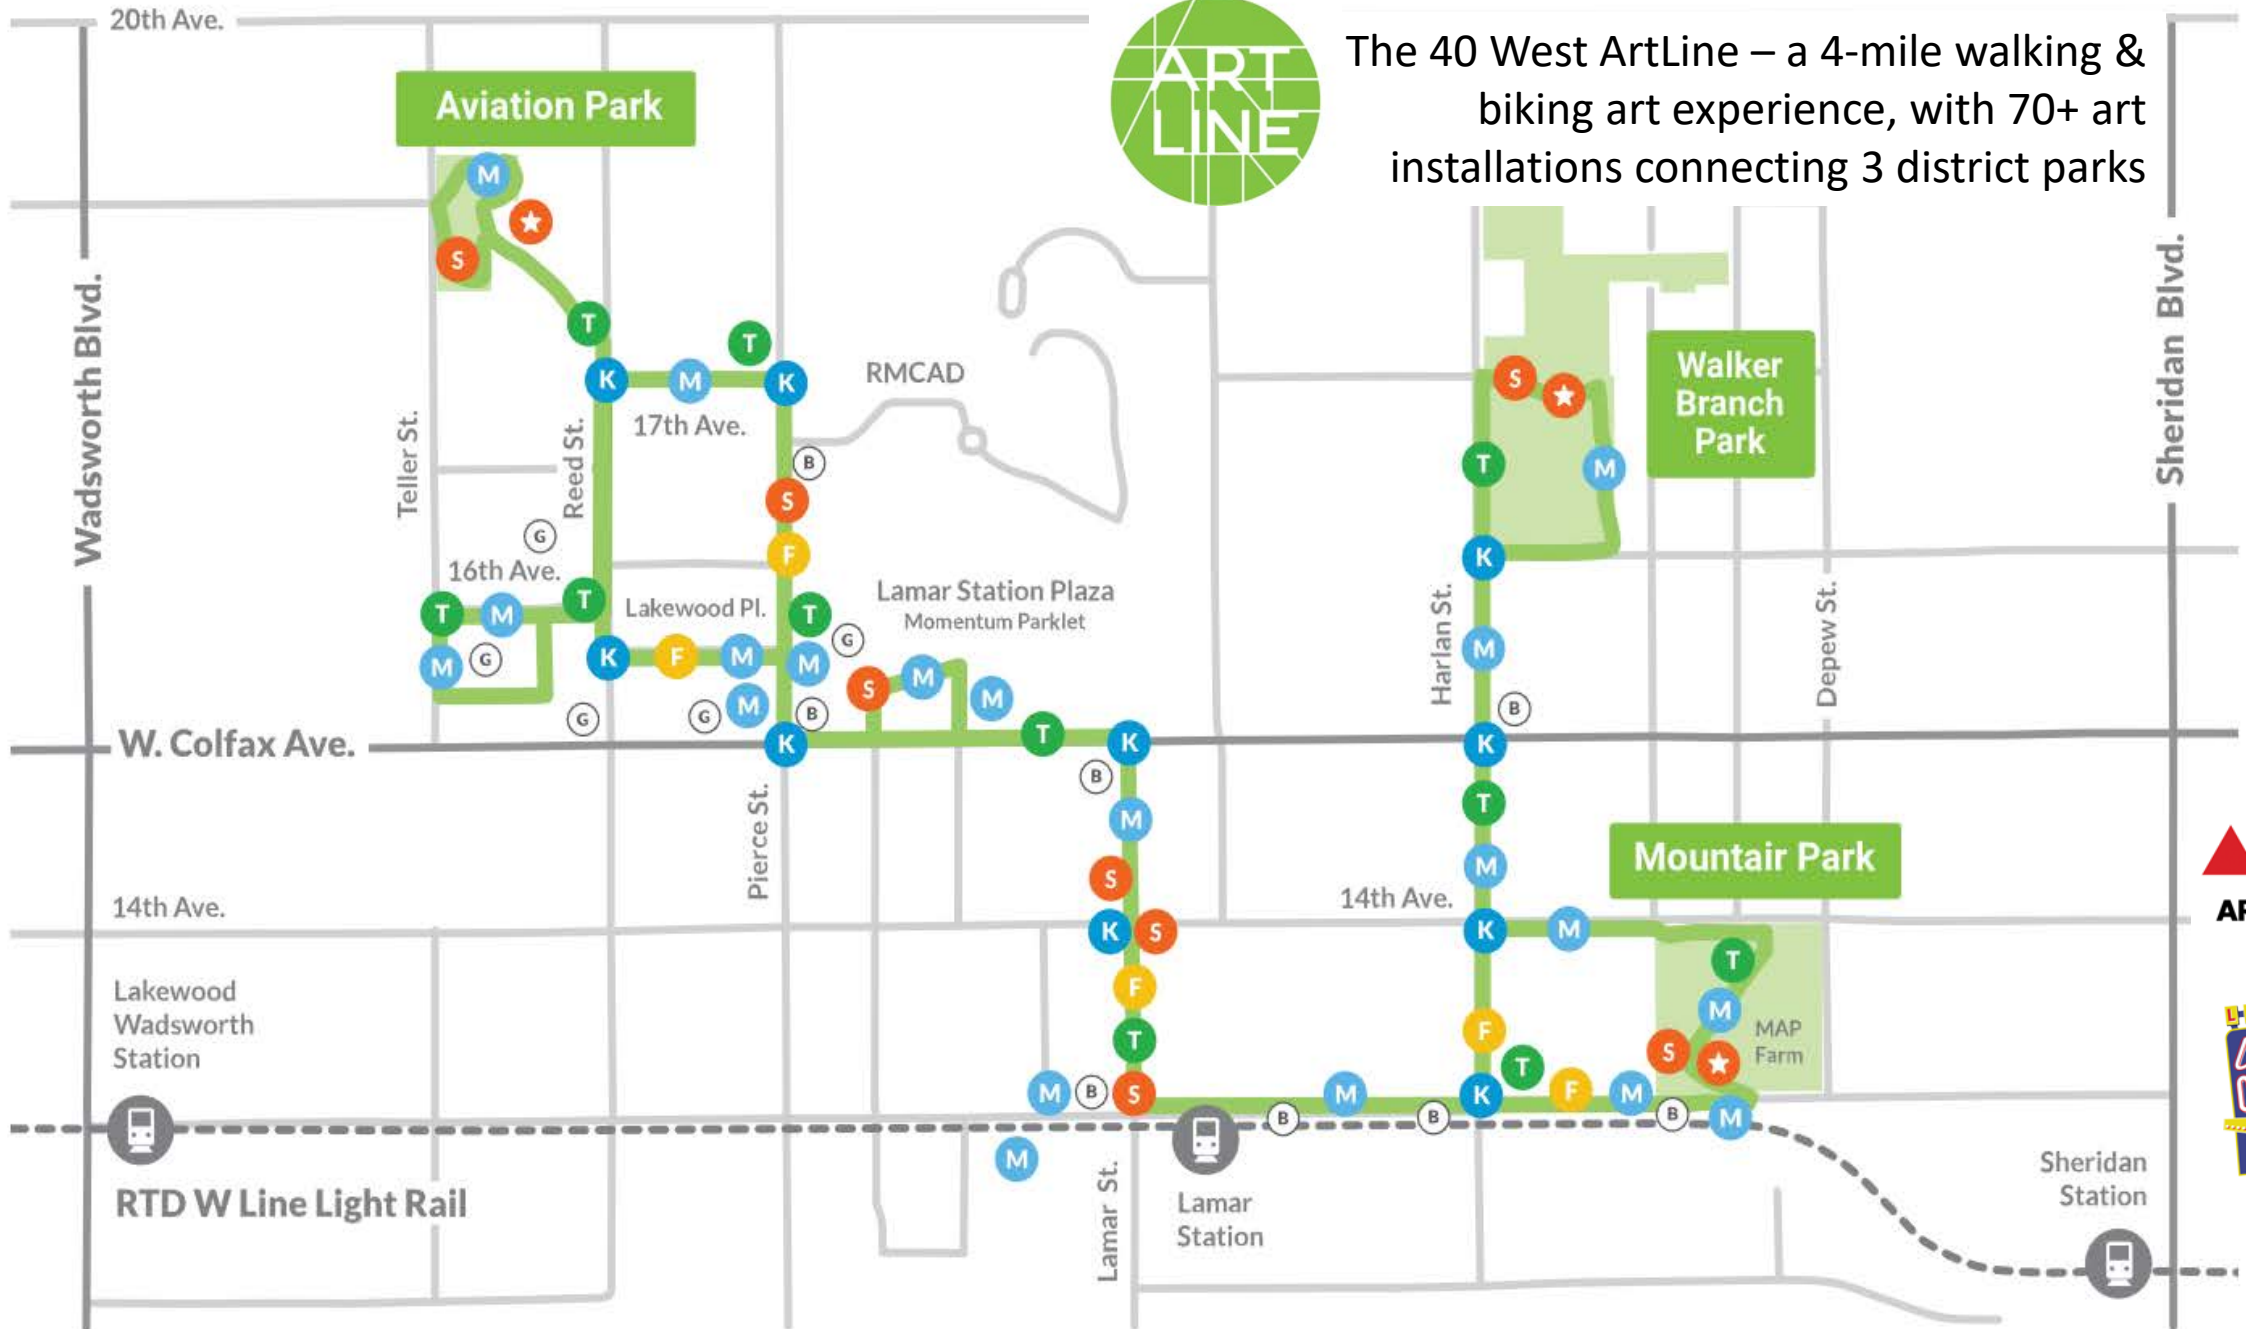 20th Ave.
ART
LINE
The 40 West ArtLine – a 4-mile walking &
biking art experience, with 70+ art
installations connecting 3 district parks
Aviation Park
M
S
T
T
K
M
K
RMCAD
17th Ave.
Wadsworth Blvd.
Teller St.
Reed St.
B
S
F
G
16th Ave.
T
M
T
Lakewood Pl.
T
G
M
G
K
F
M
M
G
G
M
B
K
Lamar Station Plaza
Momentum Parklet
S
M
M
T
K
W. Colfax Ave.
Pierce St.
B
M
S
K
S
F
T
M
B
S
M
Lamar St.
Walker
Branch
Park
S
T
M
K
Harlan St.
Depew St.
Sheridan Blvd.
M
B
K
T
M
Mountair Park
14th Ave.
14th Ave.
K
M
T
M
MAP
Farm
S
F
T
K
F
M
B
M
M
B
B
Lakewood
Wadsworth
Station
RTD W Line Light Rail
Lamar
Station
Sheridan
Station